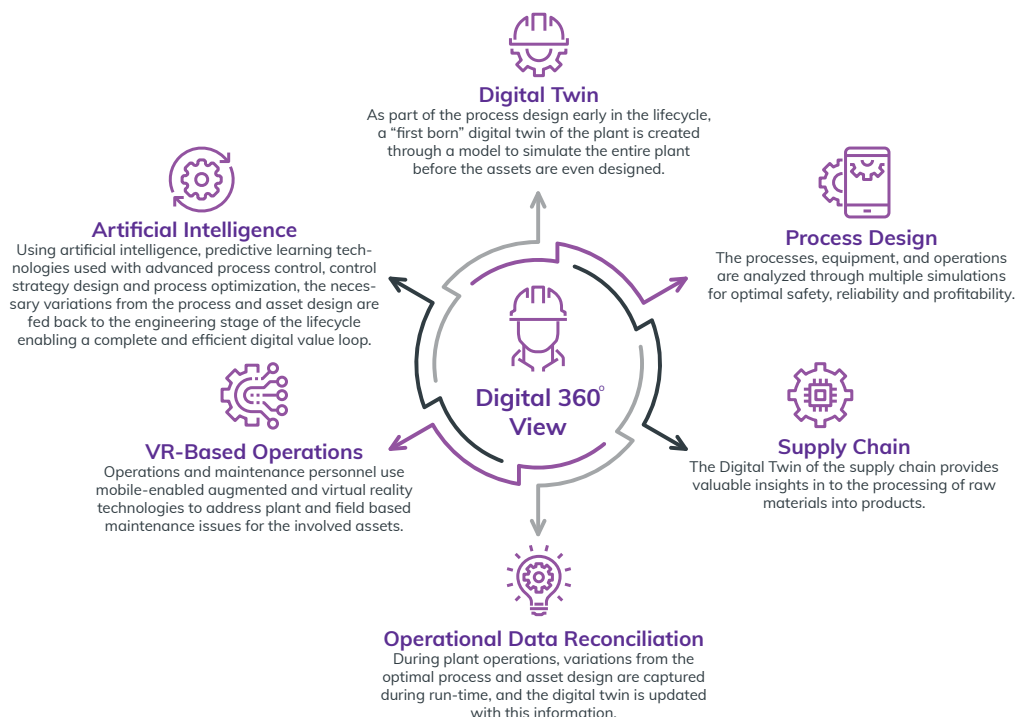 Digital Twin
As part of the process design early in the lifecycle,
a “first born” digital twin of the plant is created
through a model to simulate the entire plant
before the assets are even designed.
Process Design
The processes, equipment, and operations
are analyzed through multiple simulations
for optimal safety, reliability and profitability.
Supply Chain
The Digital Twin of the supply chain provides
valuable insights in to the processing of raw
materials into products.
Operational Data Reconciliation
During plant operations, variations from the
optimal process and asset design are captured
during run-time, and the digital twin is updated
with this information.
VR-Based Operations
Operations and maintenance personnel use
mobile-enabled augmented and virtual reality
technologies to address plant and field based
maintenance issues for the involved assets.
Artificial Intelligence
Using artificial intelligence, predictive learning tech-
nologies used with advanced process control, control
strategy design and process optimization, the neces-
sary variations from the process and asset design are
fed back to the engineering stage of the lifecycle
enabling a complete and efficient digital value loop.
Digital 360°
View